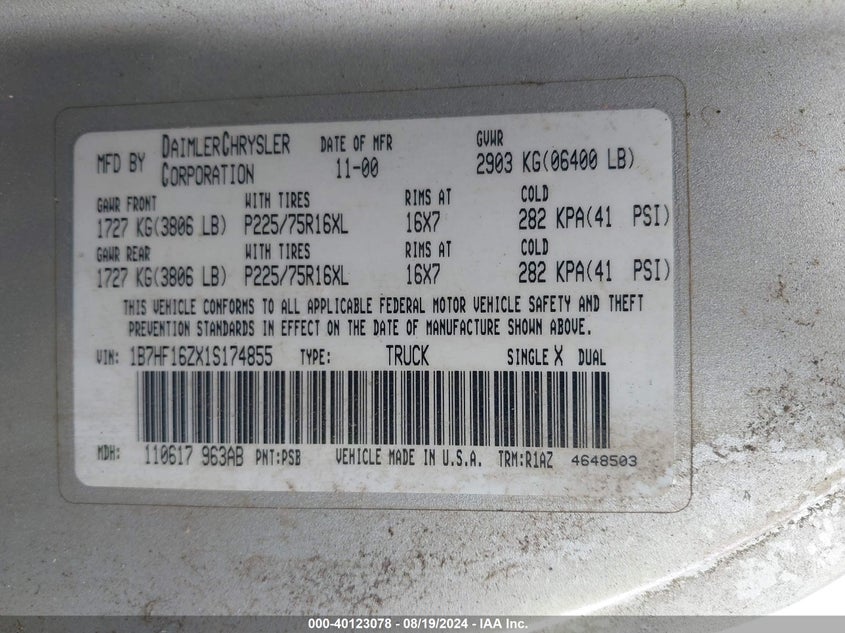 MFD BY DAIMLERCHRYSLER CORPORATION DATE OF MFR 11-00 GVWR 2903 KG(06400 LB)
GAWR FRONT WITH TIRES RIMS AT COLD
1727 KG(3806 LB) P225/75R16XL 16X7 282 KPA(41 PSI)
GAWR REAR WITH TIRES RIMS AT COLD
1727 KG(3806 LB) P225/75R16XL 16X7 282 KPA(41 PSI)
THIS VEHICLE CONFORMS TO ALL APPLICABLE FEDERAL MOTOR VEHICLE SAFETY AND THEFT
PREVENTION STANDARDS IN EFFECT ON THE DATE OF MANUFACTURE SHOWN ABOVE.
VIN: 1B7HF16ZX1S174855 TYPE: TRUCK SINGLE X DUAL
MDH: 110617 963AB PNT:PSB VEHICLE MADE IN U.S.A. TRM:R1AZ 4648503
000-40123078 - 08/19/2024 - IAA Inc.